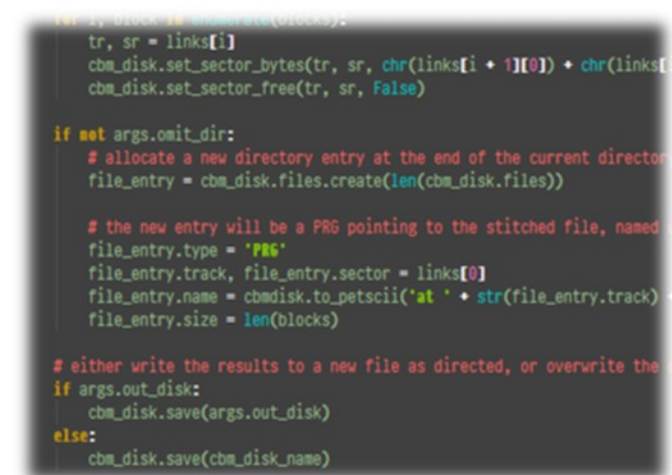 for i, block in enumerate(blocks):
tr, sr = links[i]
cbm_disk.set_sector_bytes(tr, sr, chr(links[i + 1][0]) + chr(links[
cbm_disk.set_sector_free(tr, sr, False)
if not args.omit_dir:
# allocate a new directory entry at the end of the current director
file_entry = cbm_disk.files.create(len(cbm_disk.files))
# the new entry will be a PRG pointing to the stitched file, named
file_entry.type = 'PRG'
file_entry.track, file_entry.sector = links[0]
file_entry.name = cbmdisk.to_petscii('at ' + str(file_entry.track) +
file_entry.size = len(blocks)
# either write the results to a new file as directed, or overwrite the
if args.out_disk:
cbm_disk.save(args.out_disk)
else:
cbm_disk.save(cbm_disk_name)